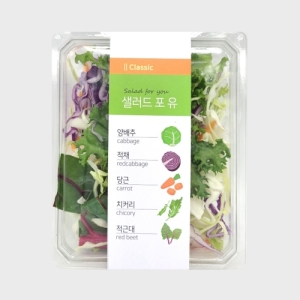 || Classic
Salad for you
샐러드 포 유
양배추
cabbage
적채
redcabbage
당근
carrot
치커리
chicory
적근대
red beet